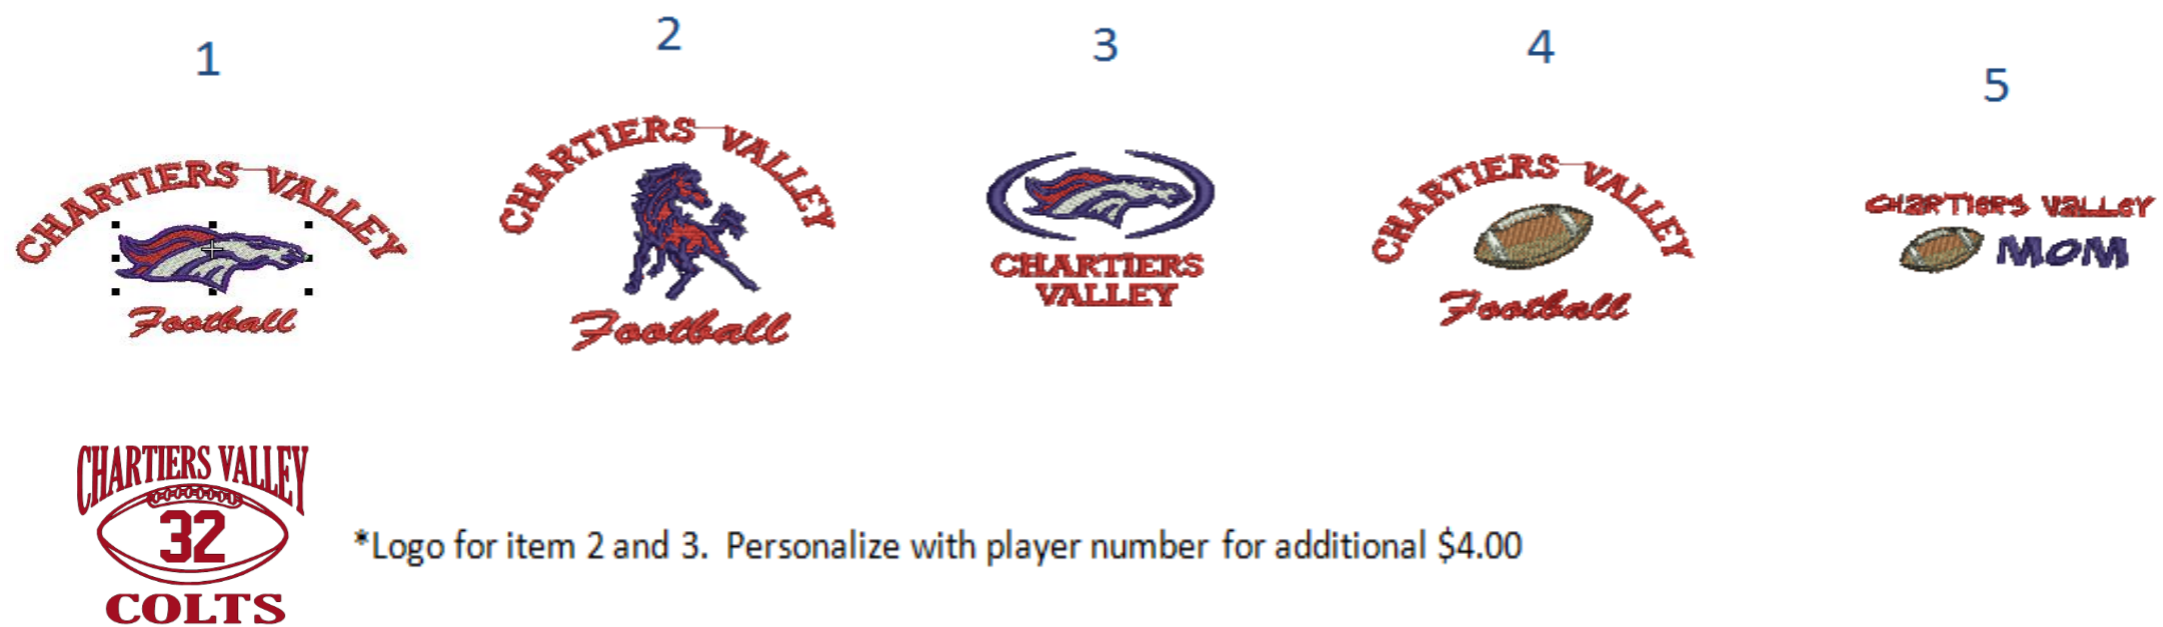 1
2
3
4
5
CHARTIERS VALLEY
Football
CHARTIERS VALLEY
Football
CHARTIERS
VALLEY
CHARTIERS VALLEY
Football
CHARTIERS VALLEY
MOM
CHARTIERS VALLEY
32
COLTS
*Logo for item 2 and 3.  Personalize with player number for additional $4.00